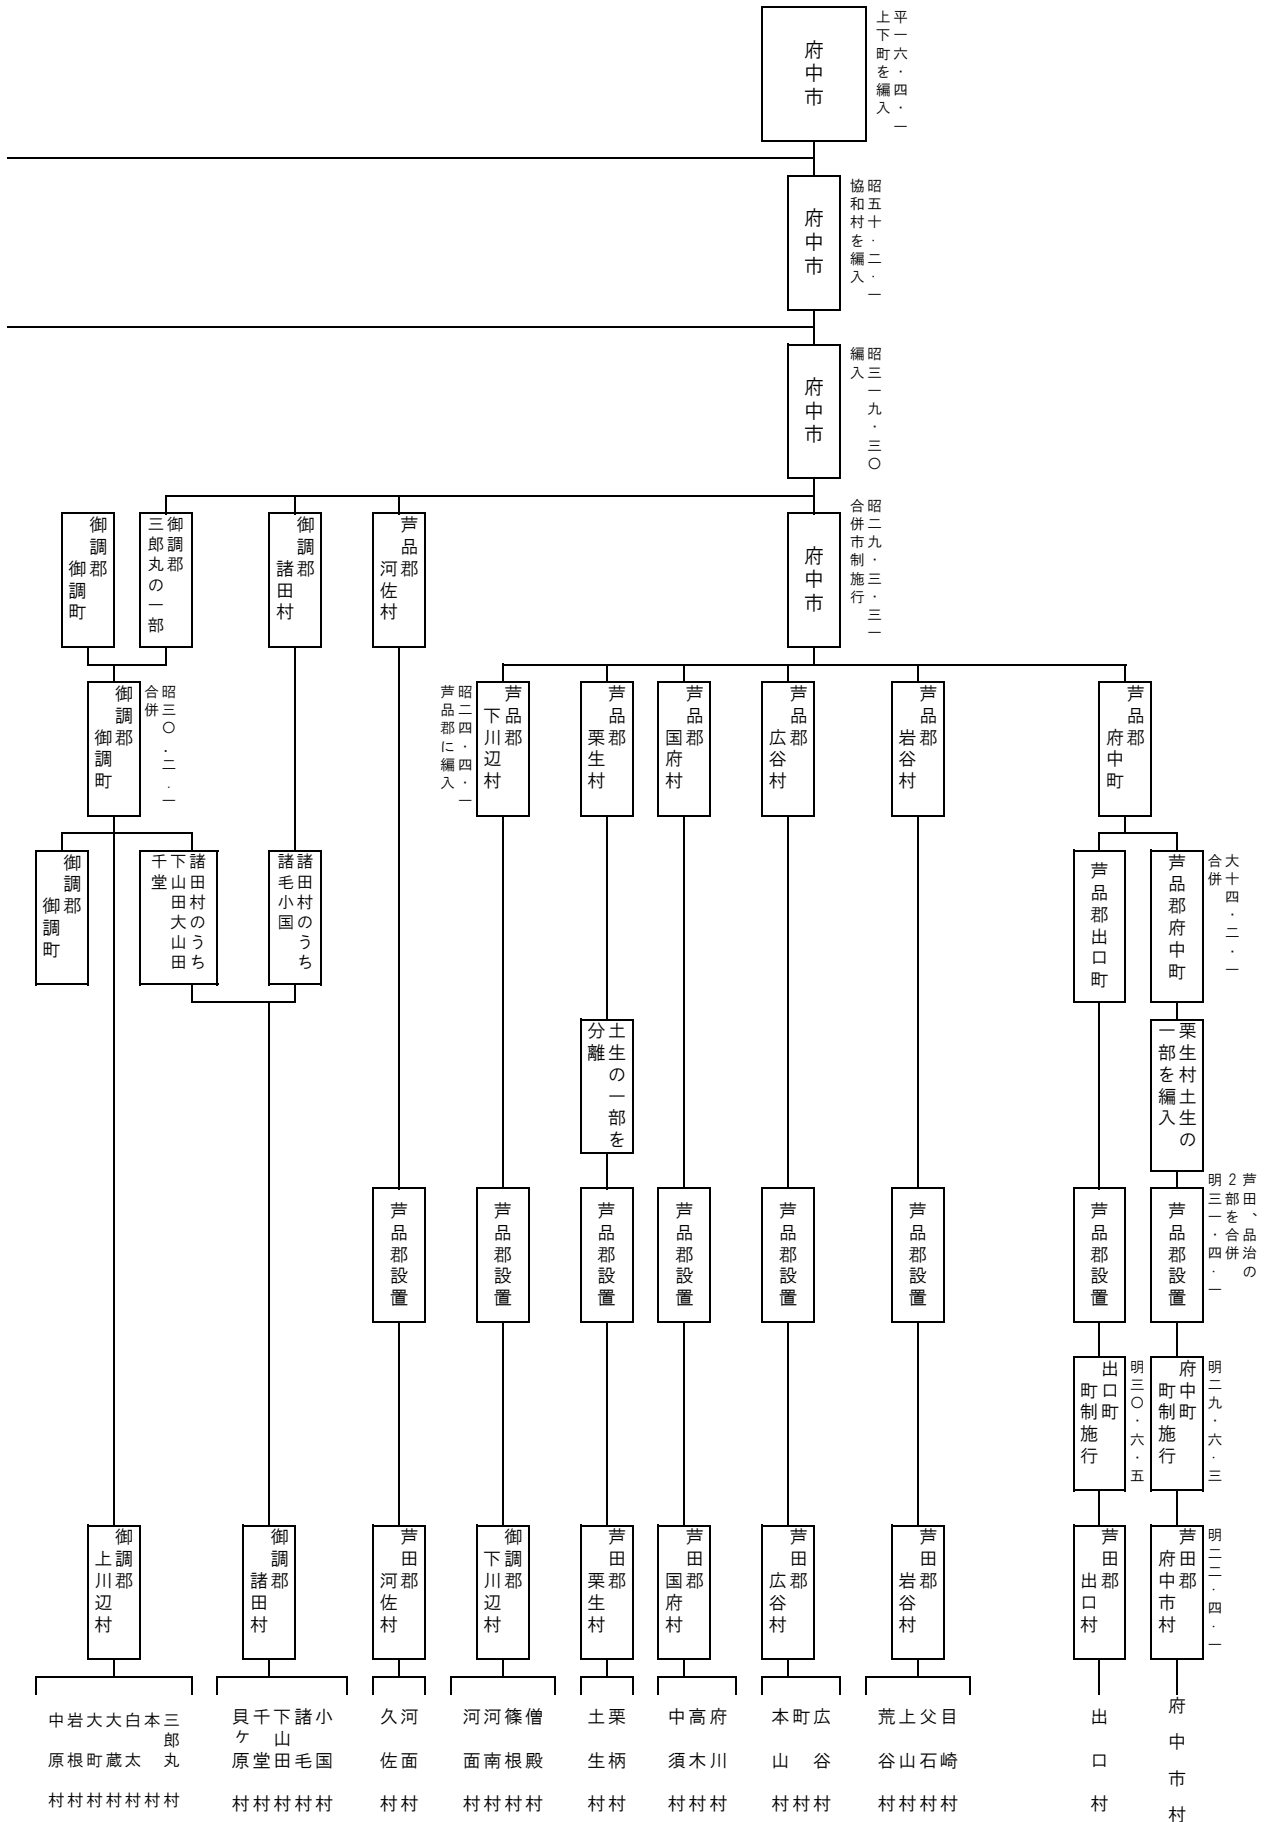 平一六・四・一
上下町を編入
府中市
昭五十・二・一
協和村を編入
府中市
昭三一九・三〇
編入
府中市
昭二九・三・三一
合併市制施行
府中市
芦品郡
河佐村
御調郡
諸田村
御調郡
三郎丸の一部
御調郡
御調町
芦品郡
府中町
芦品郡
岩谷村
芦品郡
広谷村
芦品郡
国府村
芦品郡
栗生村
芦品郡
下川辺村
昭二四・四・一
芦品郡に編入
昭三〇・二・一
合併
御調郡
御調町
大十四・二・一
合併
芦品郡府中町
芦品郡出口町
諸田村のうち
諸毛小国
諸田村のうち
下山田大山田
千堂
御調郡
御調町
栗生村土生の
一部を編入
土生の一部を
分離
芦田、品治の
2部を合併
明三一・四・一
芦品郡設置
芦品郡設置
芦品郡設置
芦品郡設置
芦品郡設置
芦品郡設置
芦品郡設置
芦品郡設置
明二九・六・三
府中町
町制施行
明三〇・六・五
出口町
町制施行
明二二・四・一
芦田郡
府中市村
芦田郡
出口村
芦田郡
岩谷村
芦田郡
広谷村
芦田郡
国府村
芦田郡
栗生村
御調郡
下川辺村
芦田郡
河佐村
御調郡
諸田村
御調郡
上川辺村
府中市村
出口村
目崎村
父石村
上山村
荒谷村
広谷村
町村
本山村
府川村
高木村
中須村
栗柄村
土生村
僧殿村
篠根村
河南村
河面村
河面村
久佐村
小国村
諸毛村
下山田村
千堂村
貝ケ原村
三郎丸村
本村
白太村
大蔵村
大町村
岩根村
中原村